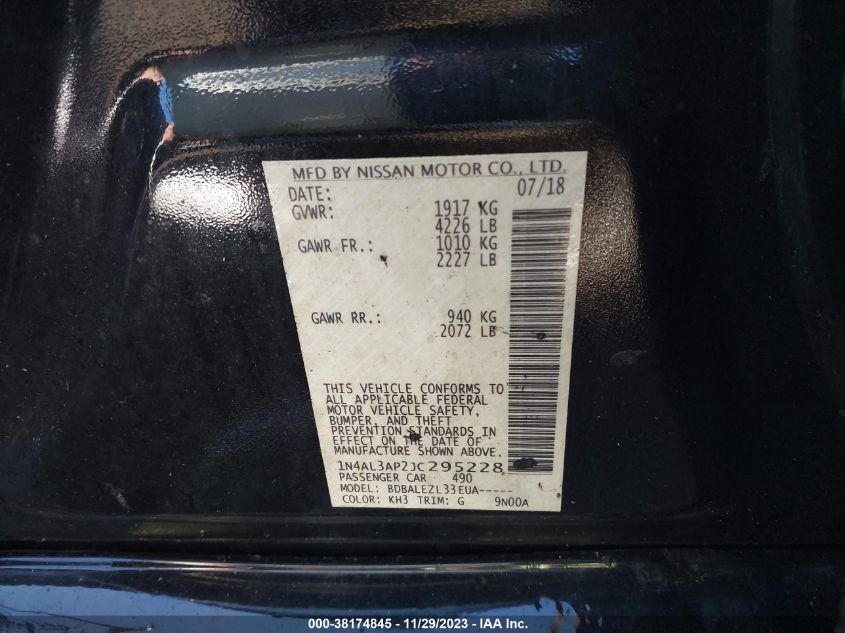 MFD BY NISSAN MOTOR CO., LTD.
DATE: 07/18
GVWR: 1917 KG
4226 LB
GAWR FR.: 1010 KG
2227 LB
GAWR RR.: 940 KG
2072 LB
THIS VEHICLE CONFORMS TO
ALL APPLICABLE FEDERAL
MOTOR VEHICLE SAFETY,
BUMPER, AND THEFT
PREVENTION STANDARDS IN
EFFECT ON THE DATE OF
MANUFACTURE SHOWN ABOVE.
1N4AL3AP2JC295228
PASSENGER CAR 490
MODEL: BDBALEZL33EUA-----
COLOR: KH3 TRIM: G 9N00A
000-38174845 - 11/29/2023 - IAA Inc.